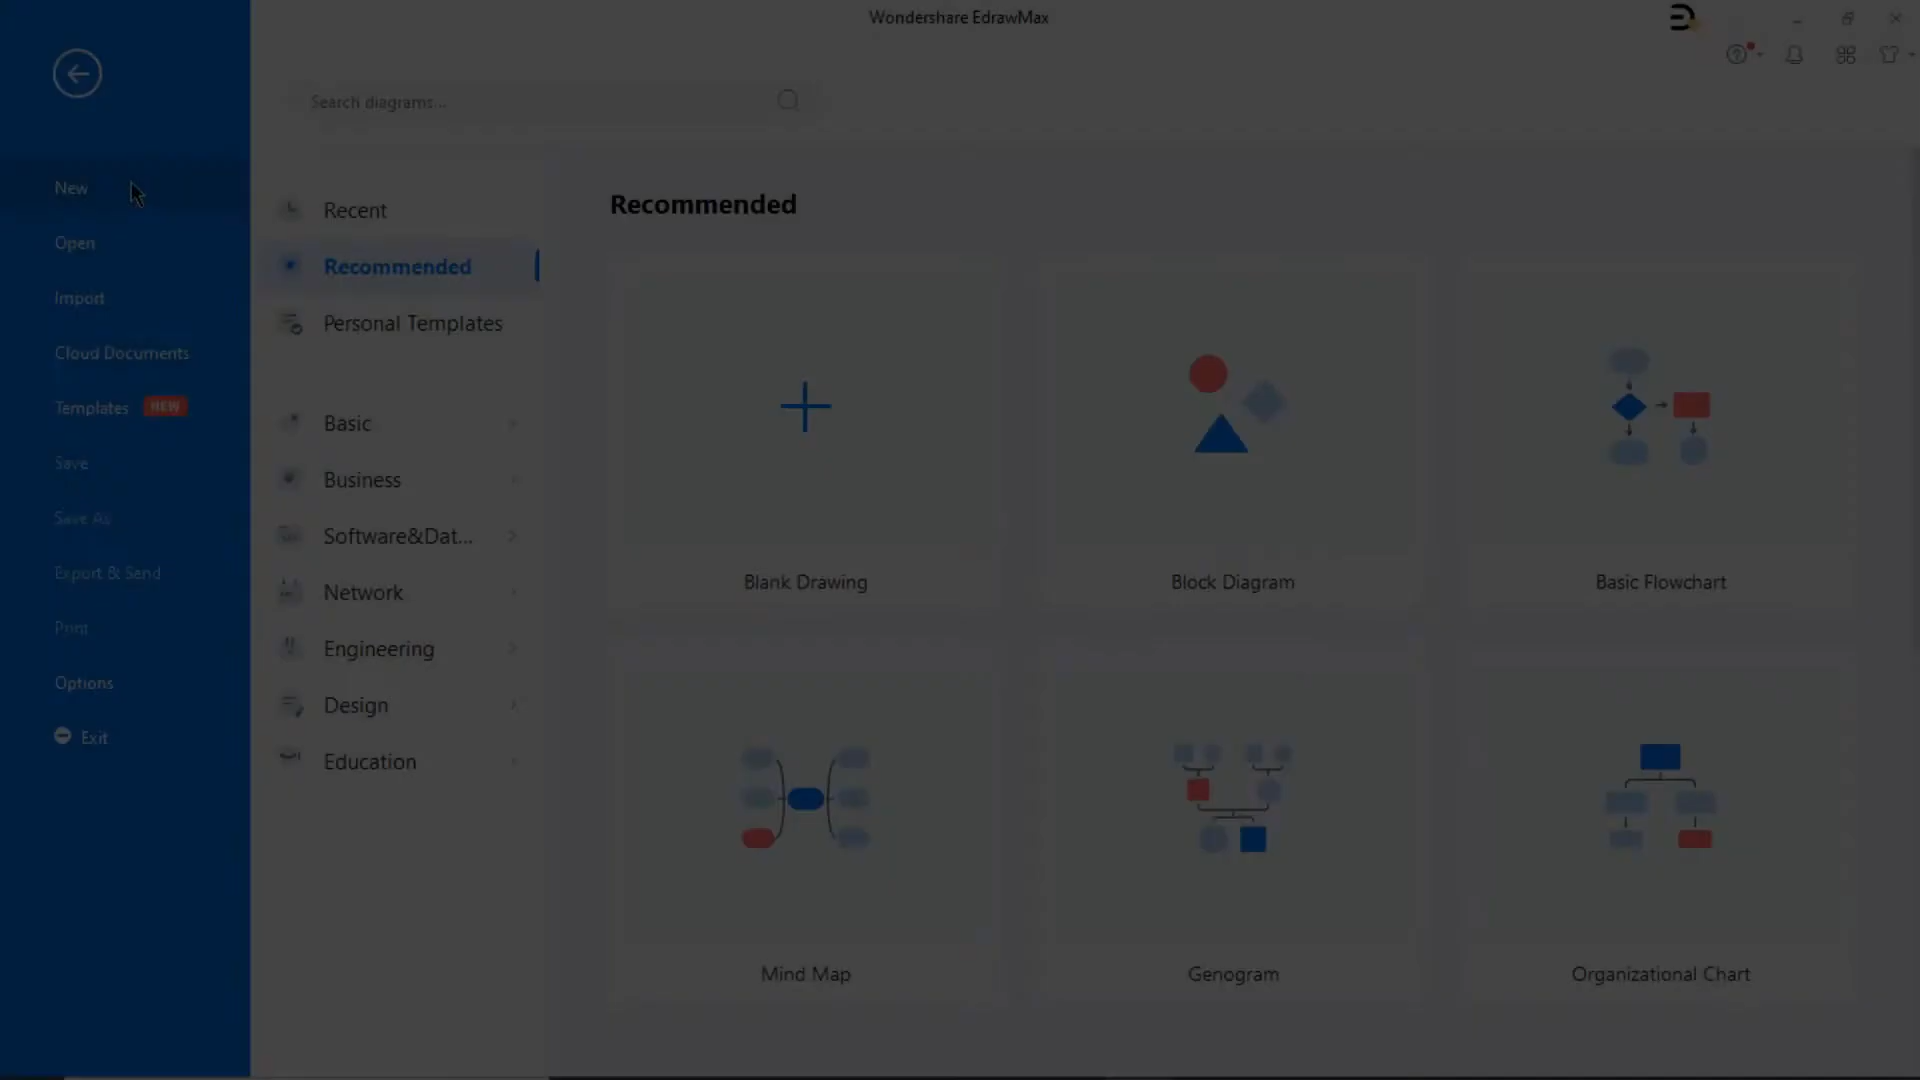 Wondershare EdrawMax
Search diagrams...
New
Open
Import
Cloud Documents
Templates NEW
Save
Save As
Export & Send
Print
Options
Exit
Recent
Recommended
Personal Templates
Basic
Business
Software&Dat...
Network
Engineering
Design
Education
Recommended
Blank Drawing
Block Diagram
Basic Flowchart
Mind Map
Genogram
Organizational Chart